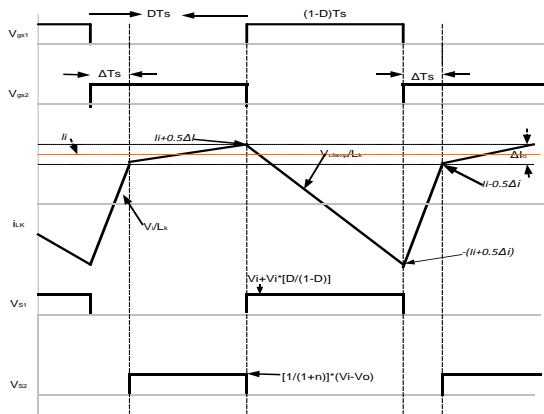 DTs
(1-D)Ts
Vgs1
ΔTs
ΔTs
Vgs2
Ii
Ii+0.5ΔI
Vclamp/Lk
Ii-0.5Δi
Vi/Lk
iLK
-(Ii+0.5Δi)
Vi+Vi*[D/(1-D)]
VS1
[1/(1+n)]*(Vi-Vo)
VS2